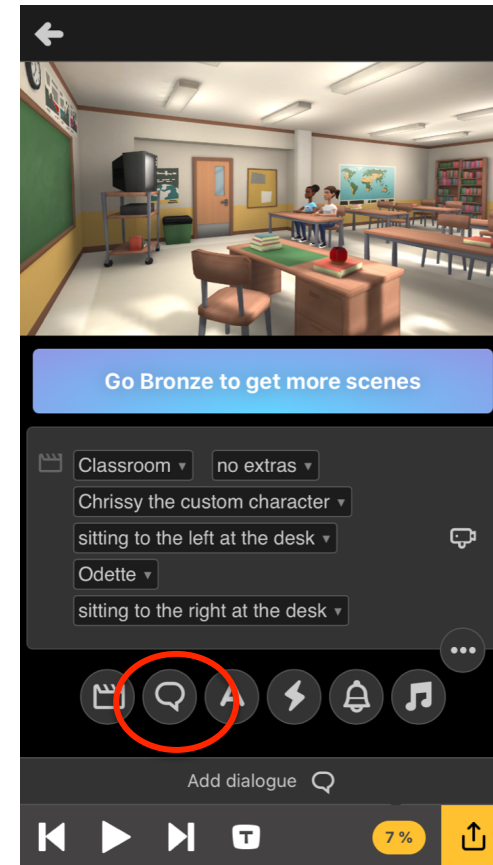 Go Bronze to get more scenes
Classroom no extras
Chrissy the custom character
sitting to the left at the desk
Odette
sitting to the right at the desk
A
Add dialogue
T
7 %